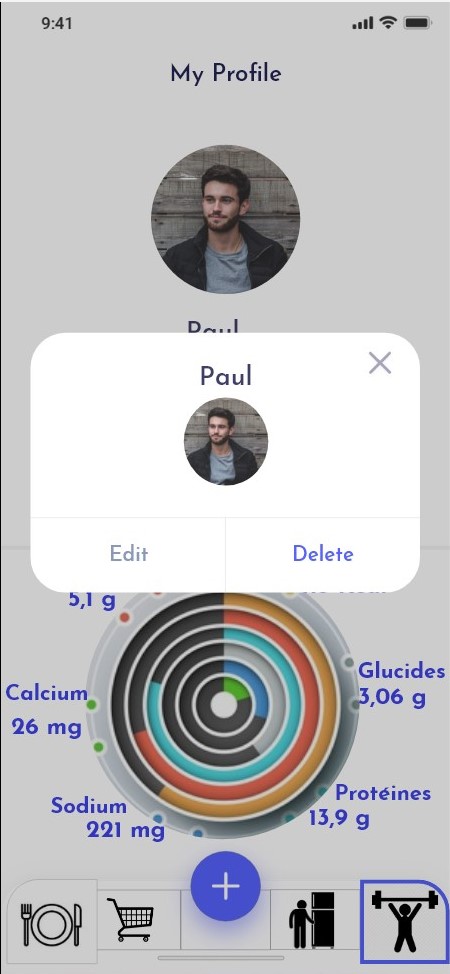 9:41
My Profile
Paul
Paul
Edit
Delete
5,1 g
Glucides
3,06 g
Calcium
26 mg
Protéines
13,9 g
Sodium
221 mg